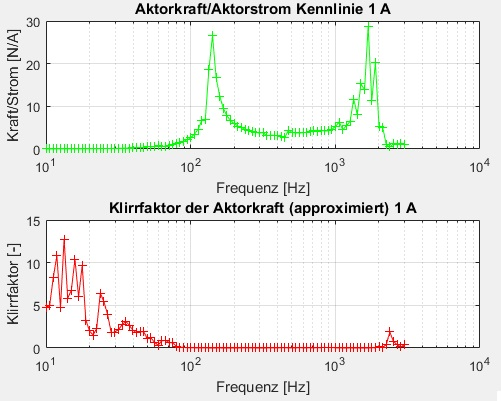 Aktorkraft/Aktorstrom Kennlinie 1 A
Kraft/Strom [N/A]
30
20
10
0
10^1 10^2 10^3 10^4
Frequenz [Hz]
Klirrfaktor der Aktorkraft (approximiert) 1 A
Klirrfaktor [-]
15
10
5
0
10^1 10^2 10^3 10^4
Frequenz [Hz]